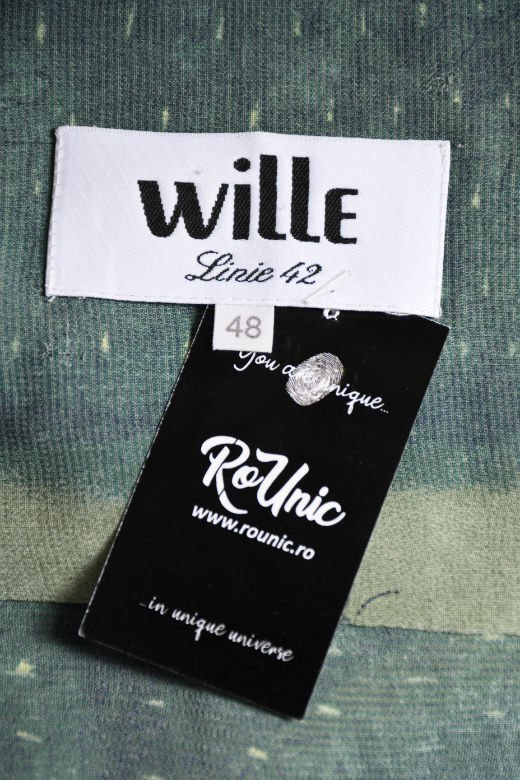 willE
Linie 42
48
You are unique...
RoUnic
www.rounic.ro
...in unique universe